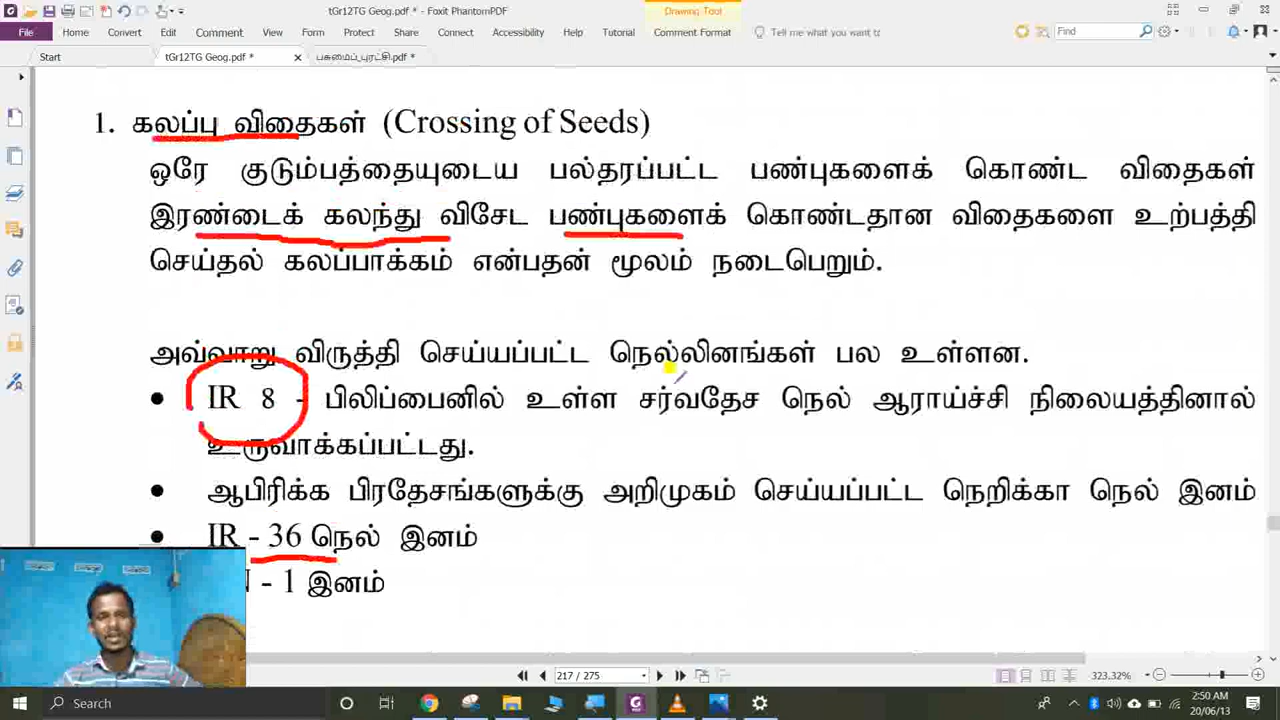 tGr12TG Geog.pdf * - Foxit PhantomPDF
Drawing Tool
File Home Convert Edit Comment View Form Protect Share Connect Accessibility Help Tutorial Comment Format Tell me what you want t Find
Start tGr12TG Geog.pdf * பசுமைப்புரட்சி.pdf *
1. கலப்பு விதைகள் (Crossing of Seeds)
ஒரே குடும்பத்தையுடைய பல்தரப்பட்ட பண்புகளைக் கொண்ட விதைகள்
இரண்டைக் கலந்து விசேட பண்புகளைக் கொண்டதான விதைகளை உற்பத்தி
செய்தல் கலப்பாக்கம் என்பதன் மூலம் நடைபெறும்.
அவ்வாறு விருத்தி செய்யப்பட்ட நெல்லினங்கள் பல உள்ளன.
• IR 8 - பிலிப்பைனில் உள்ள சர்வதேச நெல் ஆராய்ச்சி நிலையத்தினால்
உருவாக்கப்பட்டது.
• ஆபிரிக்க பிரதேசங்களுக்கு அறிமுகம் செய்யப்பட்ட நெறிக்கா நெல் இனம்
• IR - 36 நெல் இனம்
- 1 இனம்
217 / 275
323.32%
Search
2:50 AM
20/06/13